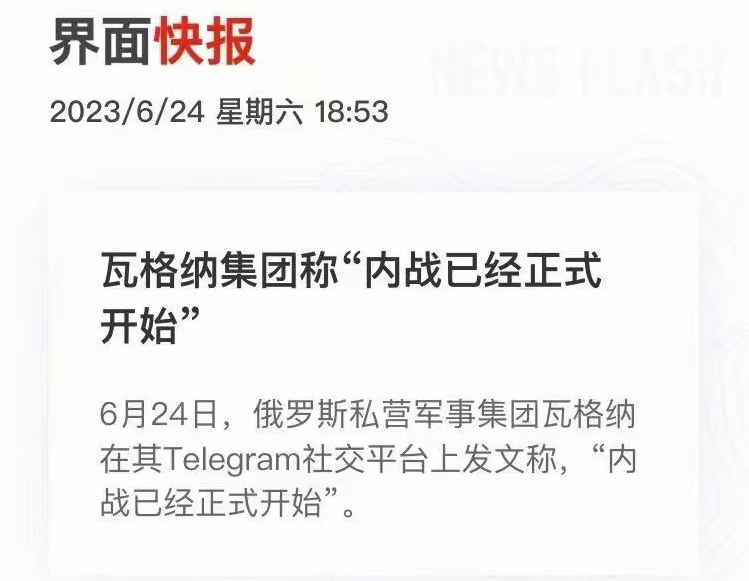 界面快报
NEWS FLASH
2023/6/24 星期六 18:53
瓦格纳集团称“内战已经正式
开始”
6月24日，俄罗斯私营军事集团瓦格纳
在其Telegram社交平台上发文称，“内
战已经正式开始”。